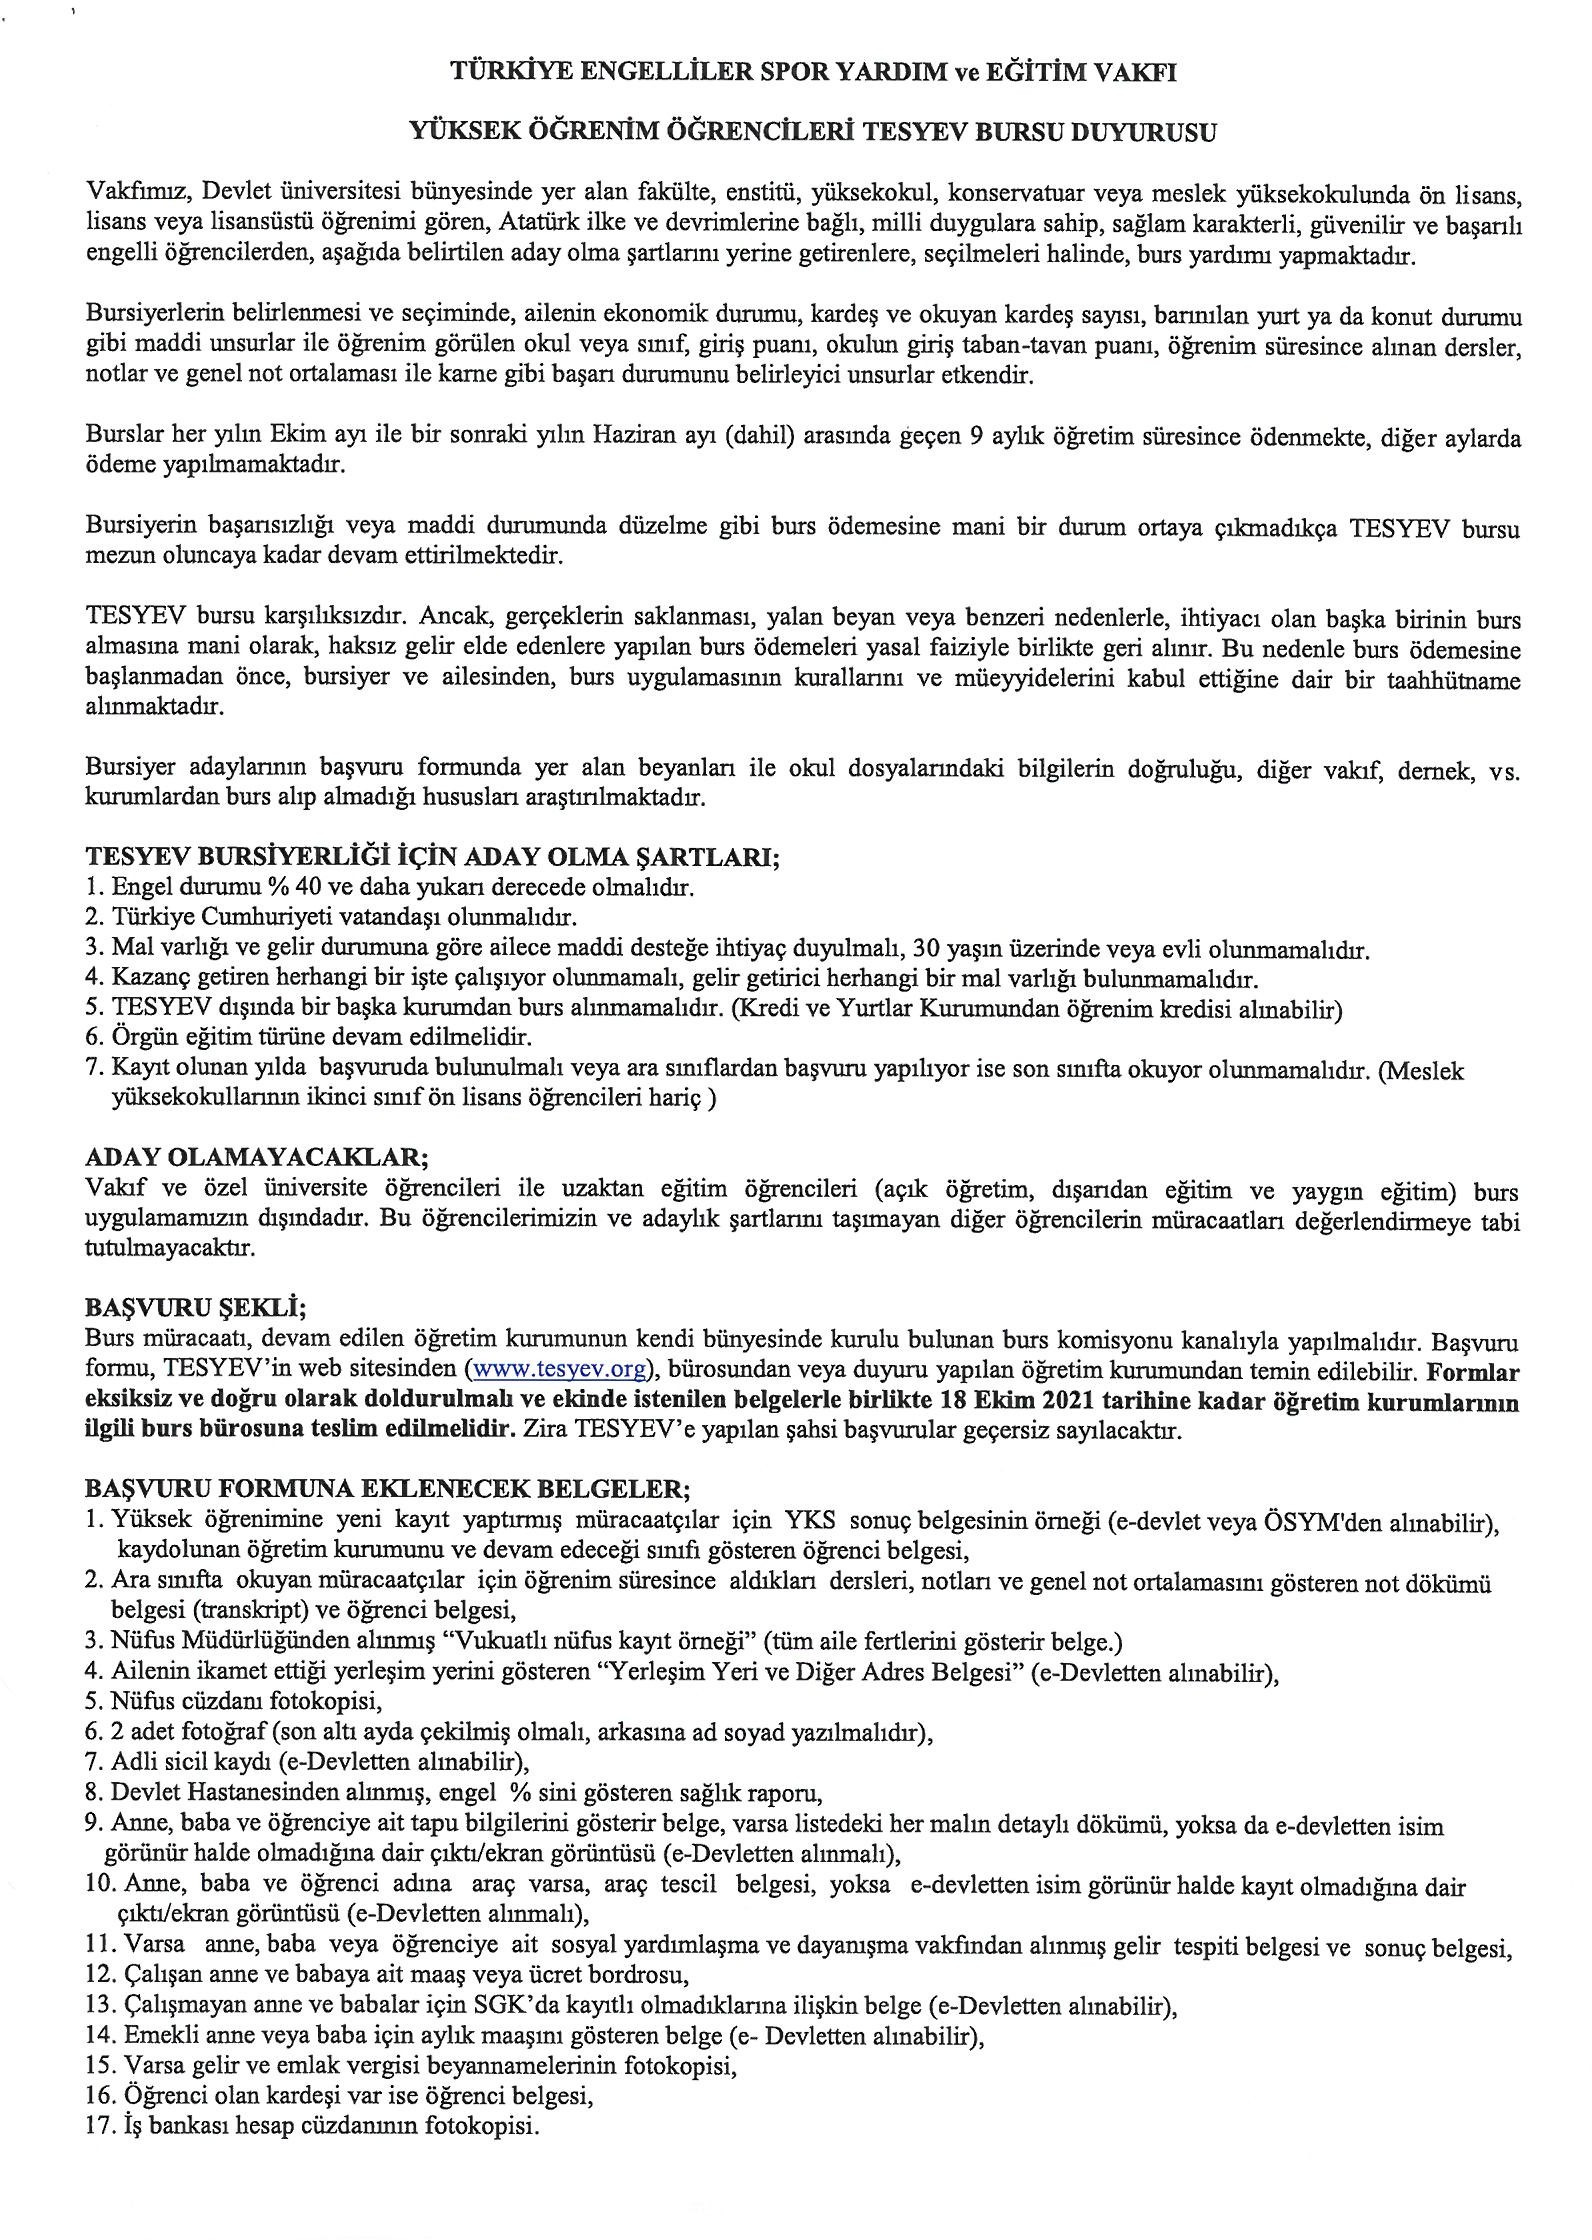 TÜRKİYE ENGELLİLER SPOR YARDIM ve EĞİTİM VAKFI
YÜKSEK ÖĞRENİM ÖĞRENCİLERİ TESYEV BURSU DUYURUSU
Vakfımız, Devlet üniversitesi bünyesinde yer alan fakülte, enstitü, yüksekokul, konservatuar veya meslek yüksekokulunda ön lisans,
lisans veya lisansüstü öğrenimi gören, Atatürk ilke ve devrimlerine bağlı, milli duygulara sahip, sağlam karakterli, güvenilir ve başarılı
engelli öğrencilerden, aşağıda belirtilen aday olma şartlarını yerine getirenlere, seçilmeleri halinde, burs yardımı yapmaktadır.
Bursiyerlerin belirlenmesi ve seçiminde, ailenin ekonomik durumu, kardeş ve okuyan kardeş sayısı, barınılan yurt ya da konut durumu
gibi maddi unsurlar ile öğrenim görülen okul veya sınıf, giriş puanı, okulun giriş taban-tavan puanı, öğrenim süresince alınan dersler,
notlar ve genel not ortalaması ile karne gibi başarı durumunu belirleyici unsurlar etkendir.
Burslar her yılın Ekim ayı ile bir sonraki yılın Haziran ayı (dahil) arasında geçen 9 aylık öğretim süresince ödenmekte, diğer aylarda
ödeme yapılmamaktadır.
Bursiyerin başarısızlığı veya maddi durumunda düzelme gibi burs ödemesine mani bir durum ortaya çıkmadıkça TESYEV bursu
mezun oluncaya kadar devam ettirilmektedir.
TESYEV bursu karşılıksızdır. Ancak, gerçeklerin saklanması, yalan beyan veya benzeri nedenlerle, ihtiyacı olan başka birinin burs
almasına mani olarak, haksız gelir elde edenlere yapılan burs ödemeleri yasal faiziyle birlikte geri alınır. Bu nedenle burs ödemesine
başlanmadan önce, bursiyer ve ailesinden, burs uygulamasının kurallarını ve müeyyidelerini kabul ettiğine dair bir taahhütname
alınmaktadır.
Bursiyer adaylarının başvuru formunda yer alan beyanları ile okul dosyalarındaki bilgilerin doğruluğu, diğer vakıf, dernek, vs.
kurumlardan burs alıp almadığı hususları araştırılmaktadır.
TESYEV BURSİYERLİĞİ İÇİN ADAY OLMA ŞARTLARI;
1. Engel durumu % 40 ve daha yukarı derecede olmalıdır.
2. Türkiye Cumhuriyeti vatandaşı olunmalıdır.
3. Mal varlığı ve gelir durumuna göre ailece maddi desteğe ihtiyaç duyulmalı, 30 yaşın üzerinde veya evli olunmamalıdır.
4. Kazanç getiren herhangi bir işte çalışıyor olunmamalı, gelir getirici herhangi bir mal varlığı bulunmamalıdır.
5. TESYEV dışında bir başka kurumdan burs alınmamalıdır. (Kredi ve Yurtlar Kurumundan öğrenim kredisi alınabilir)
6. Örgün eğitim türüne devam edilmelidir.
7. Kayıt olunan yılda başvuruda bulunulmalı veya ara sınıflardan başvuru yapılıyor ise son sınıfta okuyor olunmamalıdır. (Meslek
yüksekokullarının ikinci sınıf ön lisans öğrencileri hariç )
ADAY OLAMAYACAKLAR;
Vakıf ve özel üniversite öğrencileri ile uzaktan eğitim öğrencileri (açık öğretim, dışarıdan eğitim ve yaygın eğitim) burs
uygulamamızın dışındadır. Bu öğrencilerimizin ve adaylık şartlarını taşımayan diğer öğrencilerin müracaatları değerlendirmeye tabi
tutulmayacaktır.
BAŞVURU ŞEKLİ;
Burs müracaatı, devam edilen öğretim kurumunun kendi bünyesinde kurulu bulunan burs komisyonu kanalıyla yapılmalıdır. Başvuru
formu, TESYEV’in web sitesinden (www.tesyev.org), bürosundan veya duyuru yapılan öğretim kurumundan temin edilebilir. Formlar
eksiksiz ve doğru olarak doldurulmalı ve ekinde istenilen belgelerle birlikte 18 Ekim 2021 tarihine kadar öğretim kurumlarının
ilgili burs bürosuna teslim edilmelidir. Zira TESYEV’e yapılan şahsi başvurular geçersiz sayılacaktır.
BAŞVURU FORMUNA EKLENECEK BELGELER;
1. Yüksek öğrenimine yeni kayıt yaptırmış müracaatçılar için YKS sonuç belgesinin örneği (e-devlet veya ÖSYM'den alınabilir),
kaydolunan öğretim kurumunu ve devam edeceği sınıfı gösteren öğrenci belgesi,
2. Ara sınıfta okuyan müracaatçılar için öğrenim süresince aldıkları dersleri, notları ve genel not ortalamasını gösteren not dökümü
belgesi (transkript) ve öğrenci belgesi,
3. Nüfus Müdürlüğünden alınmış “Vukuatlı nüfus kayıt örneği” (tüm aile fertlerini gösterir belge.)
4. Ailenin ikamet ettiği yerleşim yerini gösteren “Yerleşim Yeri ve Diğer Adres Belgesi” (e-Devletten alınabilir),
5. Nüfus cüzdanı fotokopisi,
6. 2 adet fotoğraf (son altı ayda çekilmiş olmalı, arkasına ad soyad yazılmalıdır),
7. Adli sicil kaydı (e-Devletten alınabilir),
8. Devlet Hastanesinden alınmış, engel % sini gösteren sağlık raporu,
9. Anne, baba ve öğrenciye ait tapu bilgilerini gösterir belge, varsa listedeki her malın detaylı dökümü, yoksa da e-devletten isim
görünür halde olmadığına dair çıktı/ekran görüntüsü (e-Devletten alınmalı),
10. Anne, baba ve öğrenci adına araç varsa, araç tescil belgesi, yoksa e-devletten isim görünür halde kayıt olmadığına dair
çıktı/ekran görüntüsü (e-Devletten alınmalı),
11. Varsa anne, baba veya öğrenciye ait sosyal yardımlaşma ve dayanışma vakfından alınmış gelir tespiti belgesi ve sonuç belgesi,
12. Çalışan anne ve babaya ait maaş veya ücret bordrosu,
13. Çalışmayan anne ve babalar için SGK’da kayıtlı olmadıklarına ilişkin belge (e-Devletten alınabilir),
14. Emekli anne veya baba için aylık maaşını gösteren belge (e- Devletten alınabilir),
15. Varsa gelir ve emlak vergisi beyannamelerinin fotokopisi,
16. Öğrenci olan kardeşi var ise öğrenci belgesi,
17. İş bankası hesap cüzdanının fotokopisi.